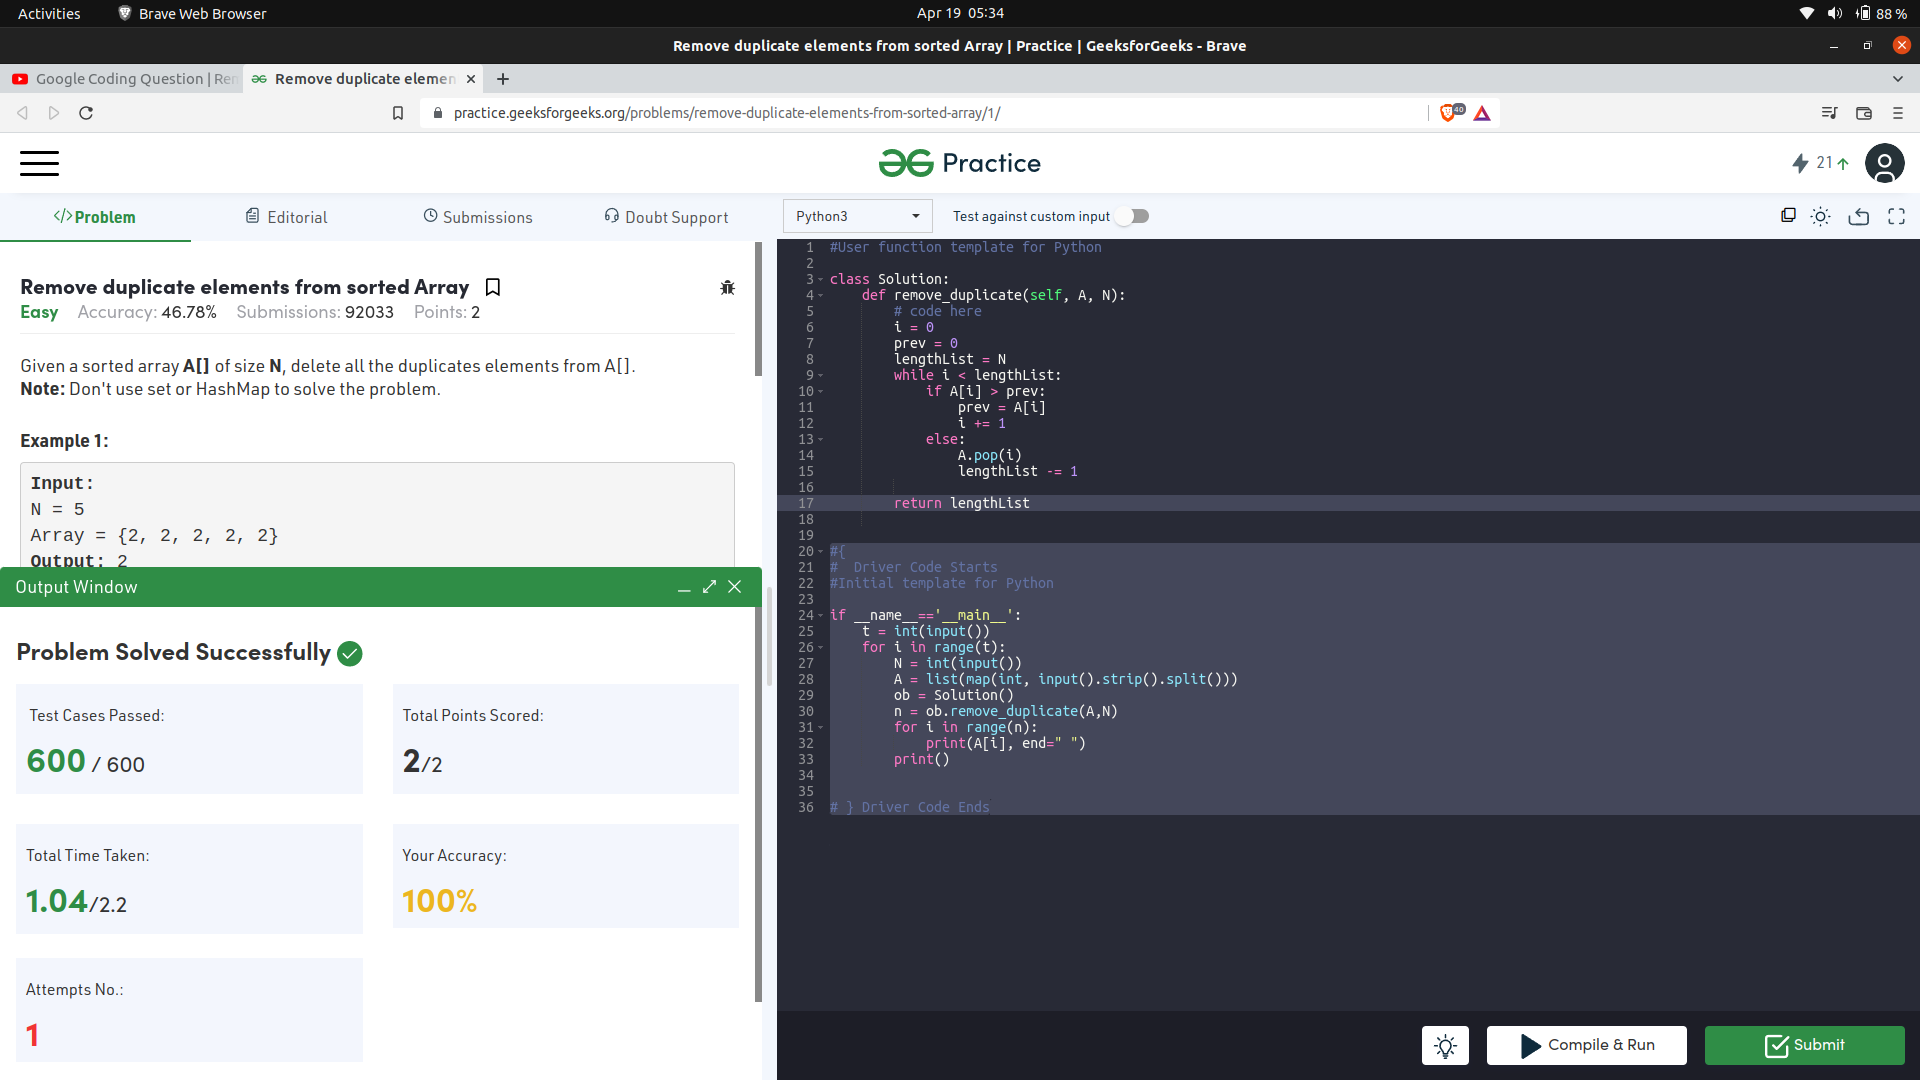 Activities
Brave Web Browser
Apr 19 05:34
88 %
Remove duplicate elements from sorted Array | Practice | GeeksforGeeks - Brave
Google Coding Question | Rem
Remove duplicate elemen
practice.geeksforgeeks.org/problems/remove-duplicate-elements-from-sorted-array/1/
40
Practice
21
</>Problem
Editorial
Submissions
Doubt Support
Python3
Test against custom input
Remove duplicate elements from sorted Array
Easy Accuracy: 46.78% Submissions: 92033 Points: 2
Given a sorted array A[] of size N, delete all the duplicates elements from A[].
Note: Don't use set or HashMap to solve the problem.
Example 1:
Input:
N = 5
Array = {2, 2, 2, 2, 2}
Output: 2
Output Window
Problem Solved Successfully
Test Cases Passed:
600 / 600
Total Points Scored:
2/2
Total Time Taken:
1.04/2.2
Your Accuracy:
100%
Attempts No.:
1
1 #User function template for Python
2
3 class Solution:
4     def remove_duplicate(self, A, N):
5         # code here
6         i = 0
7         prev = 0
8         lengthList = N
9         while i < lengthList:
10             if A[i] > prev:
11                 prev = A[i]
12                 i += 1
13             else:
14                 A.pop(i)
15                 lengthList -= 1
16
17         return lengthList
18
19
20 #{
21 #  Driver Code Starts
22 #Initial template for Python
23
24 if __name__=='__main__':
25     t = int(input())
26     for i in range(t):
27         N = int(input())
28         A = list(map(int, input().strip().split()))
29         ob = Solution()
30         n = ob.remove_duplicate(A,N)
31         for i in range(n):
32             print(A[i], end=" ")
33         print()
34
35
36 # } Driver Code Ends
Compile & Run
Submit